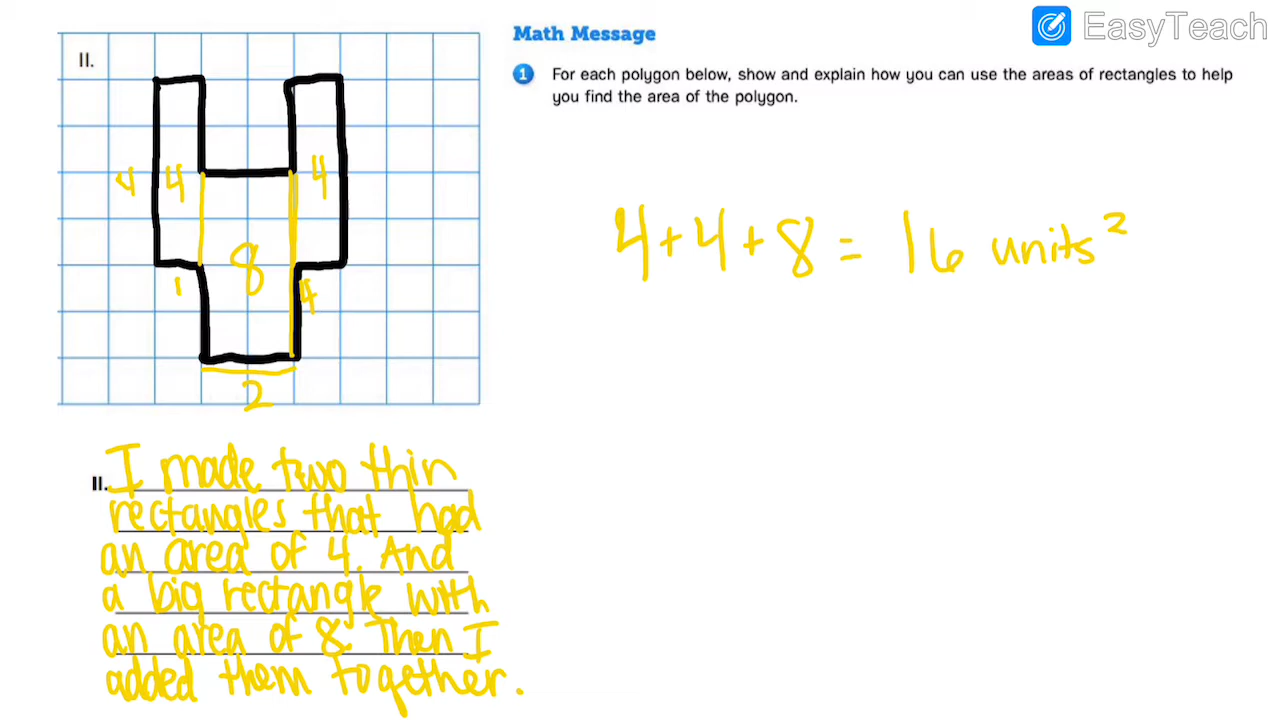 EasyTeach
Math Message
1 For each polygon below, show and explain how you can use the areas of rectangles to help
you find the area of the polygon.
II.
4 4 4
8
1 4
2
4 + 4 + 8 = 16 units²
II. I made two thin
rectangles that had
an area of 4. And
a big rectangle with
an area of 8. Then I
added them together.